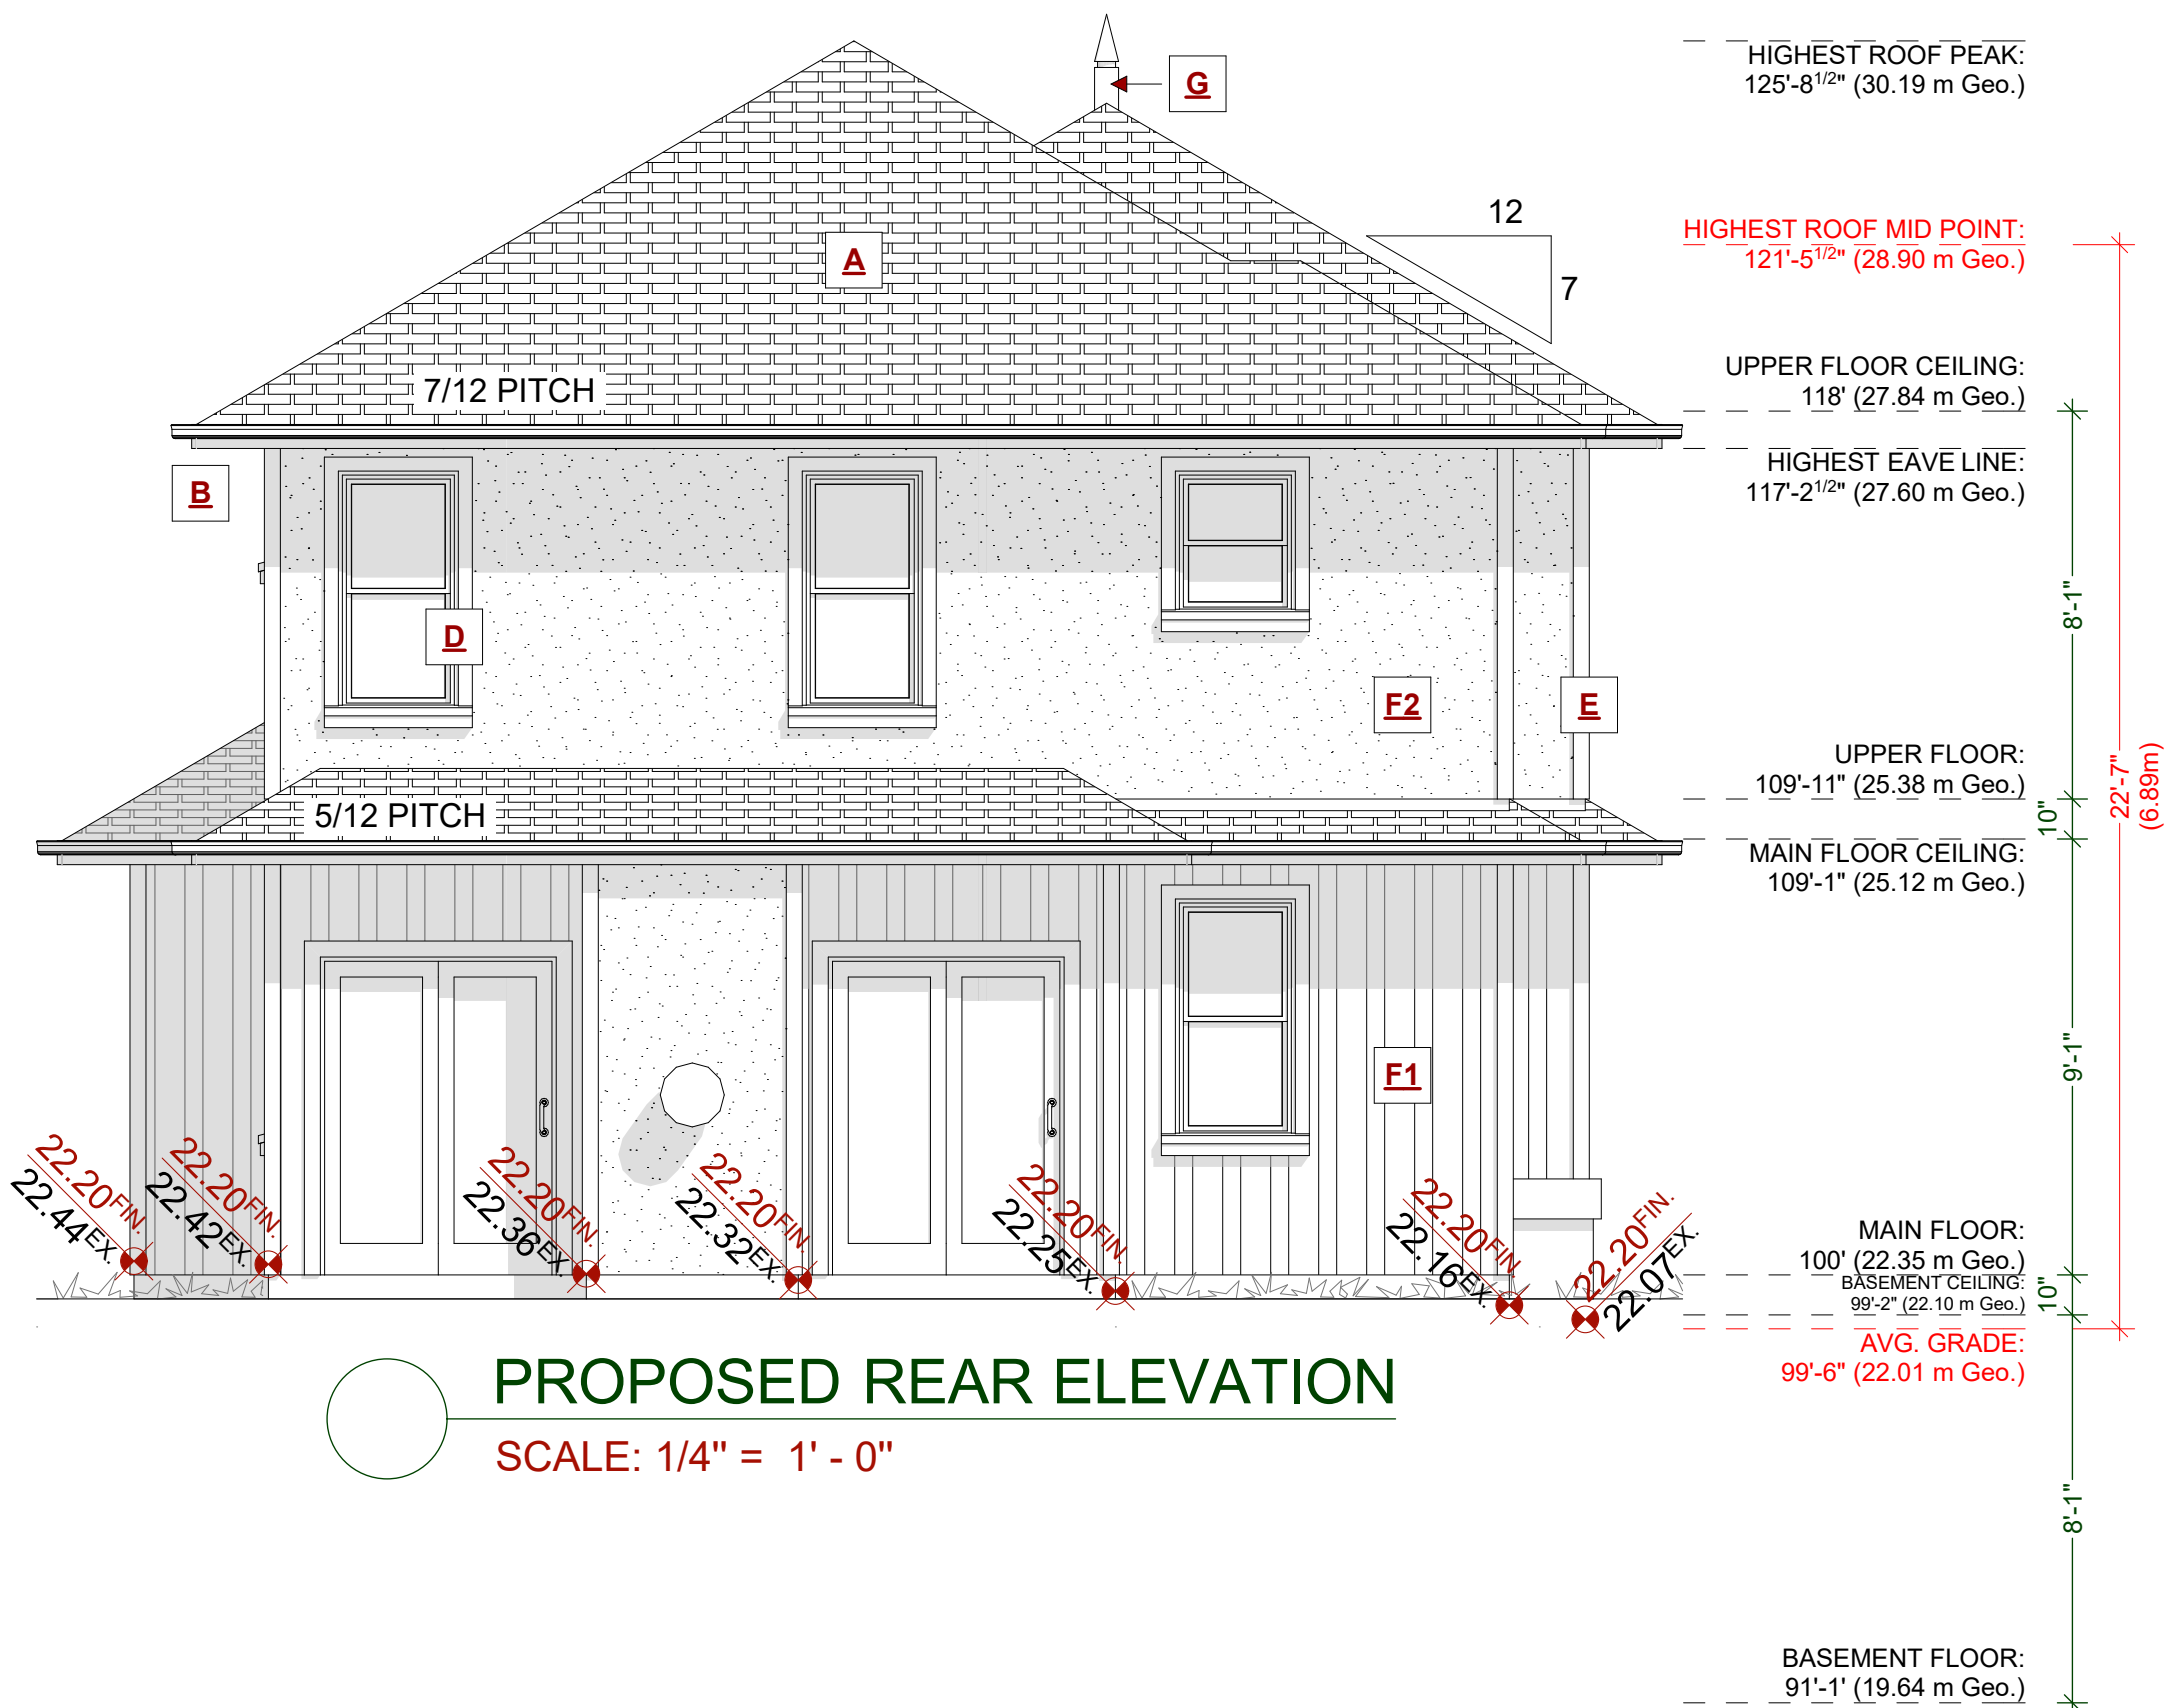 HIGHEST ROOF PEAK:
125'-8 1/2" (30.19 m Geo.)
G
12
7
HIGHEST ROOF MID POINT:
121'-5 1/2" (28.90 m Geo.)
A
7/12 PITCH
UPPER FLOOR CEILING:
118' (27.84 m Geo.)
HIGHEST EAVE LINE:
117'-2 1/2" (27.60 m Geo.)
B
8'-1"
D
F2
E
UPPER FLOOR:
109'-11" (25.38 m Geo.)
22'-7"
(6.89m)
10"
5/12 PITCH
MAIN FLOOR CEILING:
109'-1" (25.12 m Geo.)
9'-1"
F1
22.20FIN.
22.44EX.
22.20FIN.
22.42EX.
22.20FIN.
22.36EX.
22.20FIN.
22.32EX.
22.20FIN.
22.25EX.
22.20FIN.
22.16EX.
22.20FIN.
22.07EX.
MAIN FLOOR:
100' (22.35 m Geo.)
BASEMENT CEILING:
99'-2" (22.10 m Geo.)
10"
AVG. GRADE:
99'-6" (22.01 m Geo.)
PROPOSED REAR ELEVATION
SCALE: 1/4" = 1' - 0"
8'-1"
BASEMENT FLOOR:
91'-1' (19.64 m Geo.)